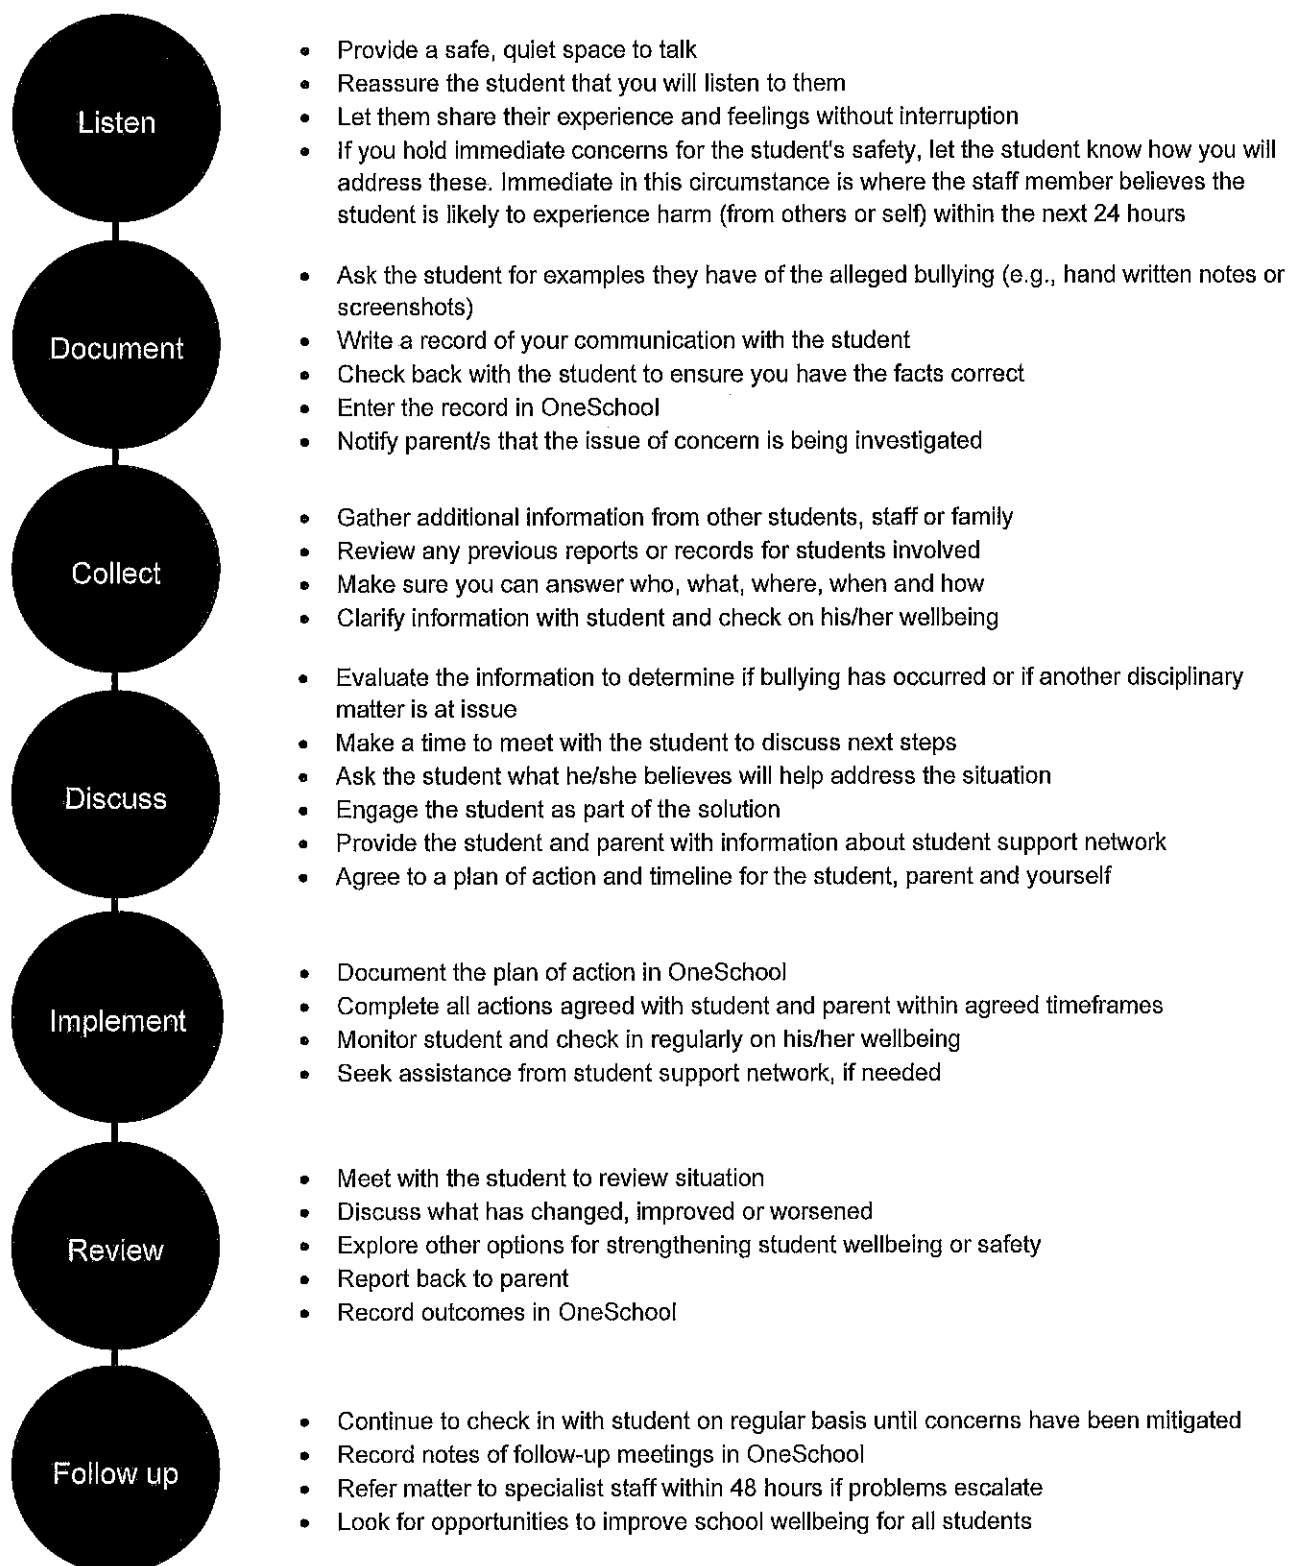 Listen
• Provide a safe, quiet space to talk
• Reassure the student that you will listen to them
• Let them share their experience and feelings without interruption
• If you hold immediate concerns for the student's safety, let the student know how you will
address these. Immediate in this circumstance is where the staff member believes the
student is likely to experience harm (from others or self) within the next 24 hours
Document
• Ask the student for examples they have of the alleged bullying (e.g., hand written notes or
screenshots)
• Write a record of your communication with the student
• Check back with the student to ensure you have the facts correct
• Enter the record in OneSchool
• Notify parent/s that the issue of concern is being investigated
Collect
• Gather additional information from other students, staff or family
• Review any previous reports or records for students involved
• Make sure you can answer who, what, where, when and how
• Clarify information with student and check on his/her wellbeing
Discuss
• Evaluate the information to determine if bullying has occurred or if another disciplinary
matter is at issue
• Make a time to meet with the student to discuss next steps
• Ask the student what he/she believes will help address the situation
• Engage the student as part of the solution
• Provide the student and parent with information about student support network
• Agree to a plan of action and timeline for the student, parent and yourself
Implement
• Document the plan of action in OneSchool
• Complete all actions agreed with student and parent within agreed timeframes
• Monitor student and check in regularly on his/her wellbeing
• Seek assistance from student support network, if needed
Review
• Meet with the student to review situation
• Discuss what has changed, improved or worsened
• Explore other options for strengthening student wellbeing or safety
• Report back to parent
• Record outcomes in OneSchool
Follow up
• Continue to check in with student on regular basis until concerns have been mitigated
• Record notes of follow-up meetings in OneSchool
• Refer matter to specialist staff within 48 hours if problems escalate
• Look for opportunities to improve school wellbeing for all students